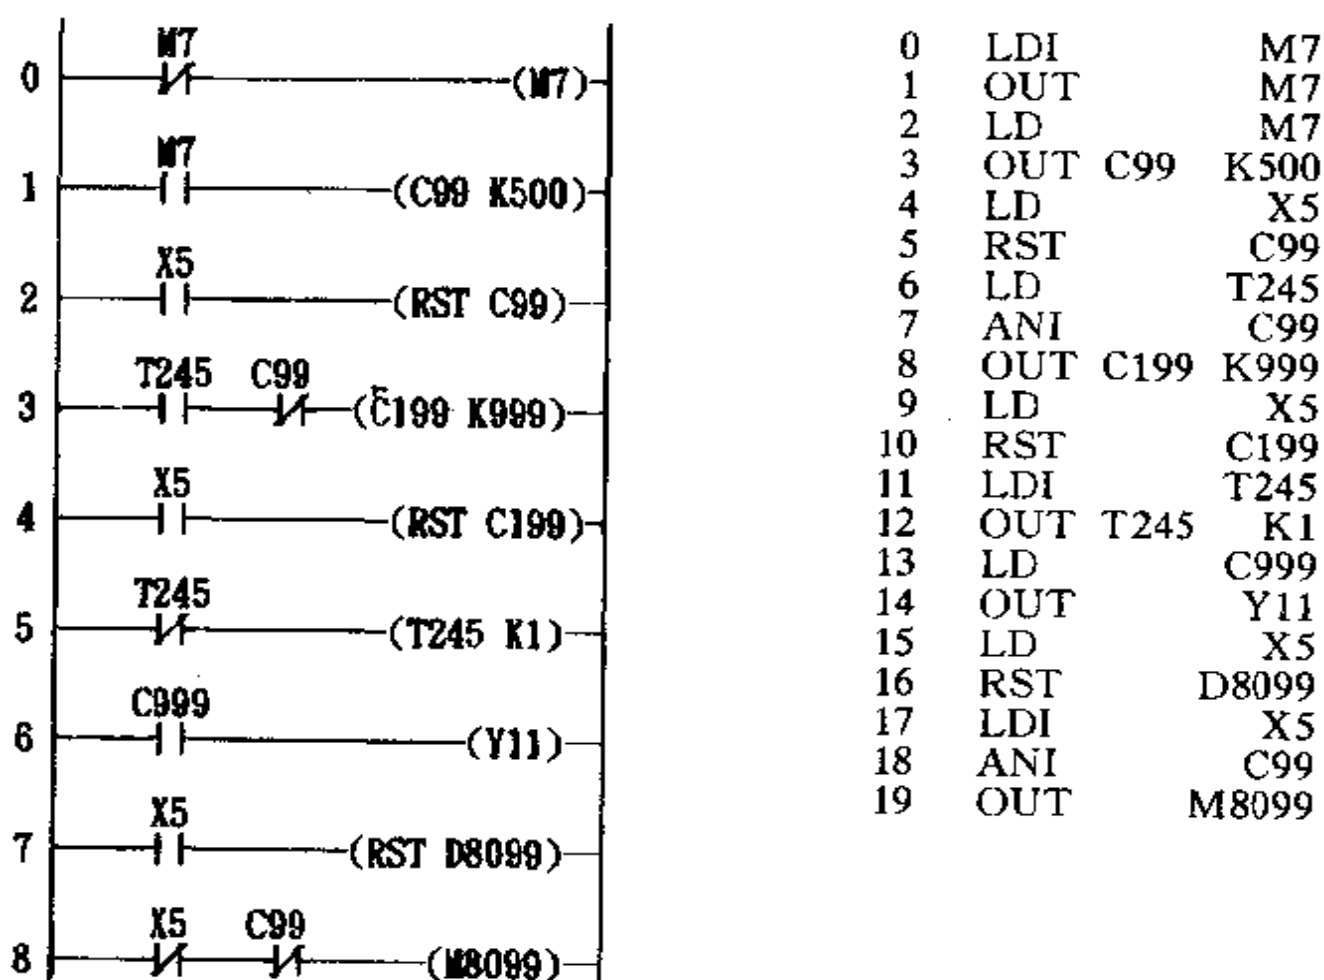 M7
0 (M7)
M7
1 (C99 K500)
X5
2 (RST C99)
T245 C99
3 (C199 K999)
X5
4 (RST C199)
T245
5 (T245 K1)
C999
6 (Y11)
X5
7 (RST D8099)
X5 C99
8 (M8099)
0 LDI M7
1 OUT M7
2 LD M7
3 OUT C99 K500
4 LD X5
5 RST C99
6 LD T245
7 ANI C99
8 OUT C199 K999
9 LD X5
10 RST C199
11 LDI T245
12 OUT T245 K1
13 LD C999
14 OUT Y11
15 LD X5
16 RST D8099
17 LDI X5
18 ANI C99
19 OUT M8099